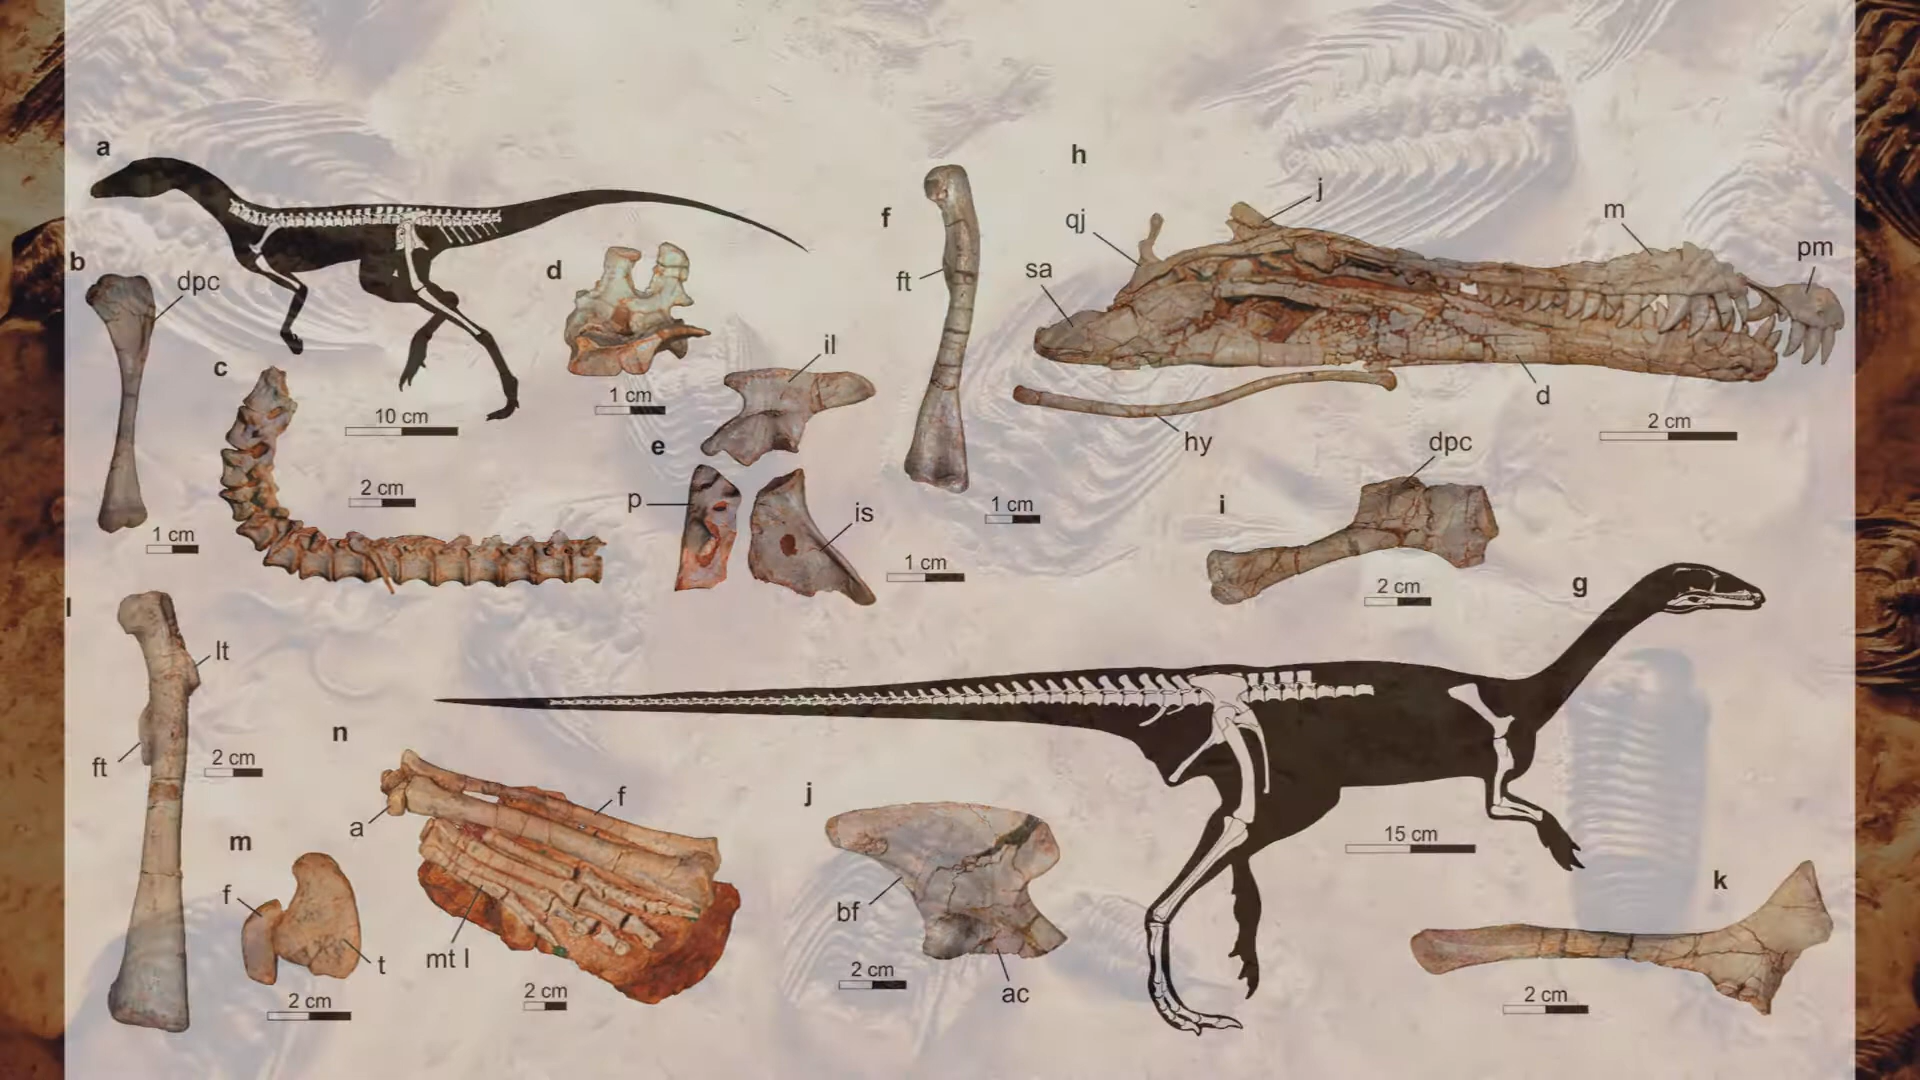 a
h
j
m
qj
pm
f
b
dpc
d
sa
ft
il
c
1 cm
10 cm
d
2 cm
hy
dpc
e
2 cm
p
i
1 cm
is
1 cm
1 cm
2 cm
g
l
lt
n
ft
2 cm
f
j
a
m
15 cm
k
f
bf
mt I
t
2 cm
ac
2 cm
2 cm
2 cm